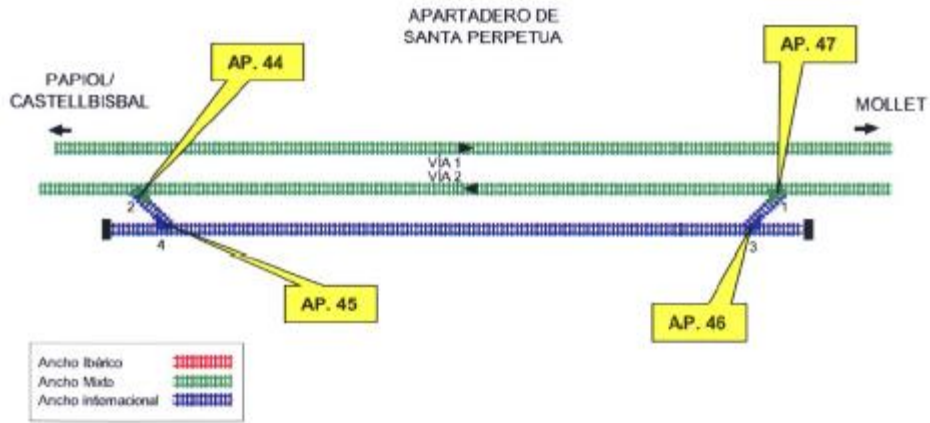 APARTADERO DE
SANTA PERPETUA
AP. 44
AP. 47
PAPIOL/
CASTELLBISBAL
MOLLET
VÍA 1
VÍA 2
2
1
4
3
AP. 45
AP. 46
Ancho Ibérico
Ancho Mixto
Ancho internacional